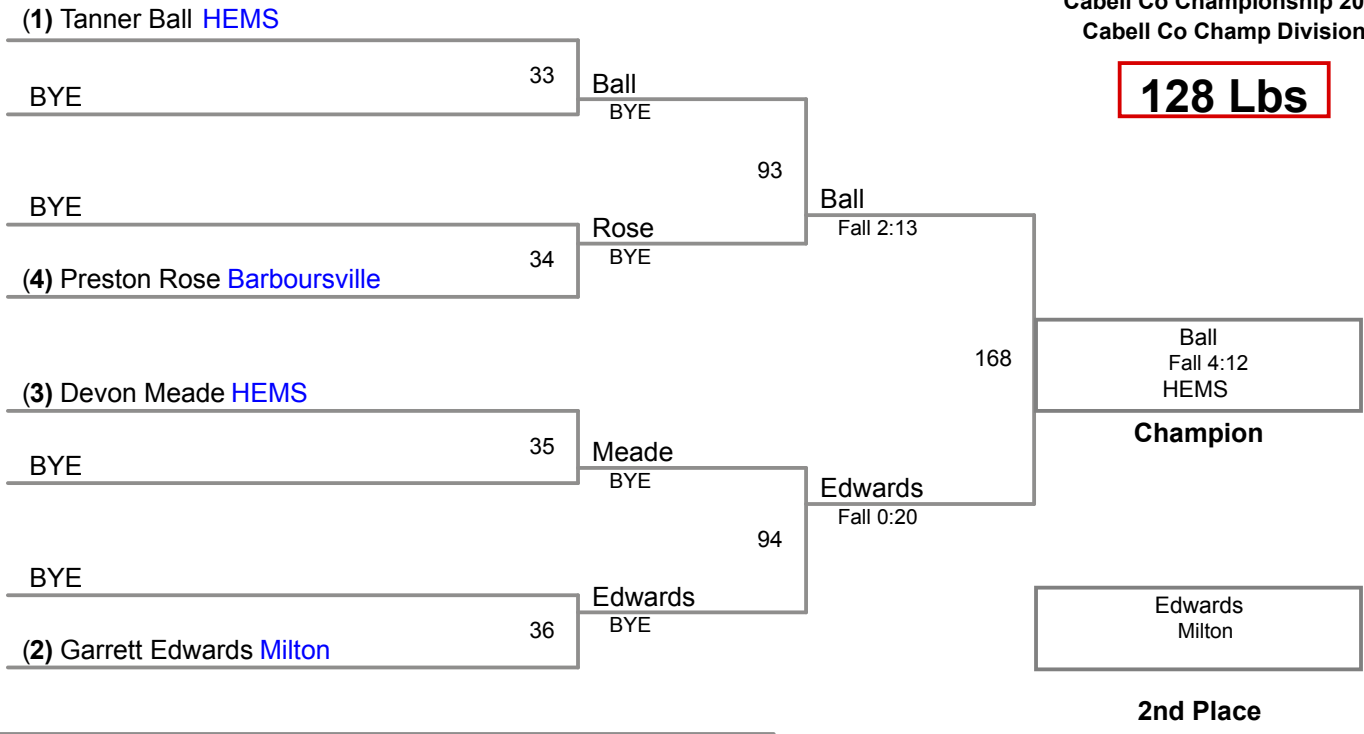 Cabell Co Championship 20
Cabell Co Champ Division
128 Lbs
(1) Tanner Ball HEMS
33
BYE
Ball
BYE
93
BYE
Rose
BYE
34
(4) Preston Rose Barboursville
Ball
Fall 2:13
168
Ball
Fall 4:12
HEMS
Champion
(3) Devon Meade HEMS
35
BYE
Meade
BYE
Edwards
Fall 0:20
94
BYE
Edwards
BYE
36
(2) Garrett Edwards Milton
Edwards
Milton
2nd Place